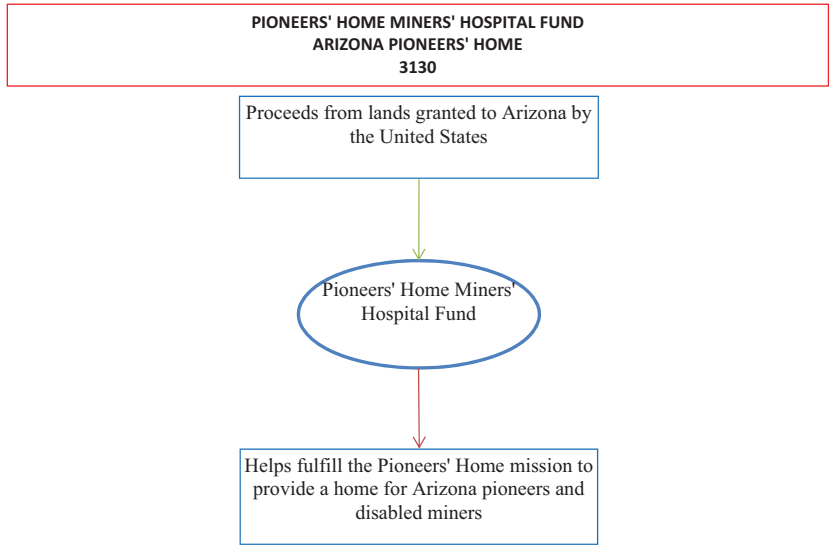 PIONEERS' HOME MINERS' HOSPITAL FUND
ARIZONA PIONEERS' HOME
3130
Proceeds from lands granted to Arizona by
the United States
Pioneers' Home Miners'
Hospital Fund
Helps fulfill the Pioneers' Home mission to
provide a home for Arizona pioneers and
disabled miners